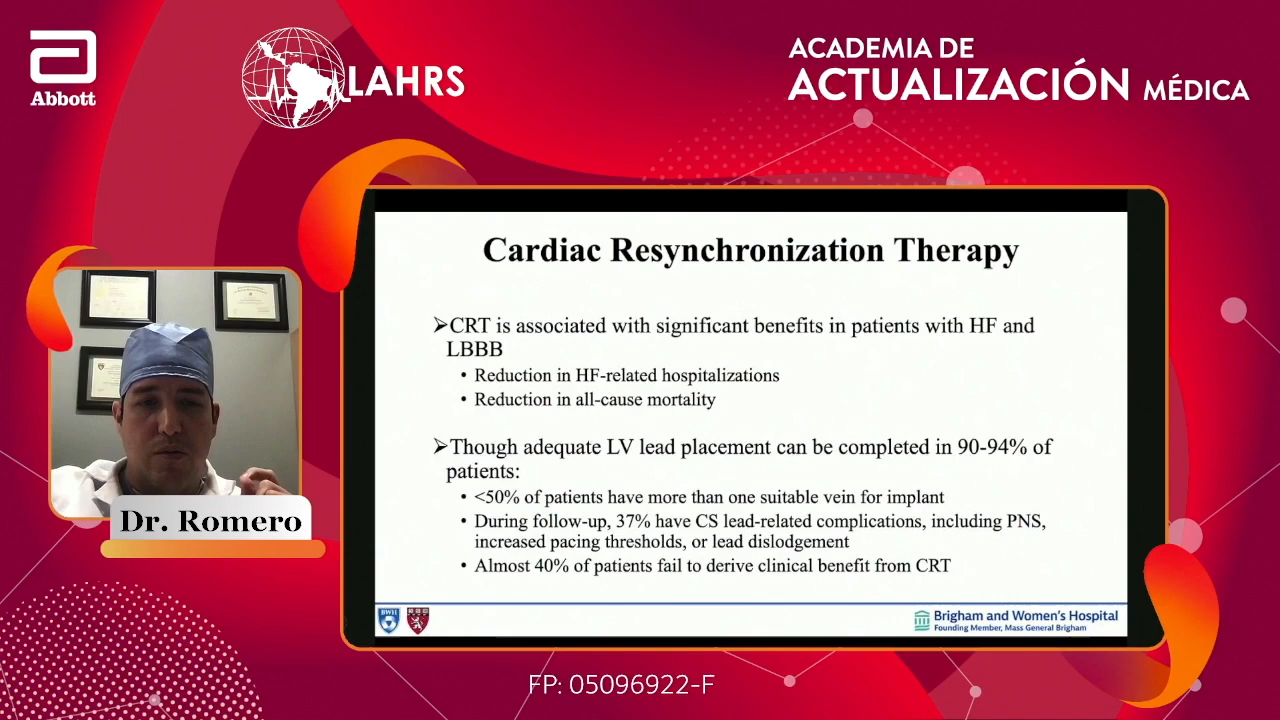 Abbott
LAHRS
ACADEMIA DE
ACTUALIZACIÓN MÉDICA
Cardiac Resynchronization Therapy
➢CRT is associated with significant benefits in patients with HF and
LBBB
• Reduction in HF-related hospitalizations
• Reduction in all-cause mortality
➢Though adequate LV lead placement can be completed in 90-94% of
patients:
• <50% of patients have more than one suitable vein for implant
• During follow-up, 37% have CS lead-related complications, including PNS,
increased pacing thresholds, or lead dislodgement
• Almost 40% of patients fail to derive clinical benefit from CRT
BWH
Brigham and Women's Hospital
Founding Member, Mass General Brigham
Dr. Romero
FP: 05096922-F